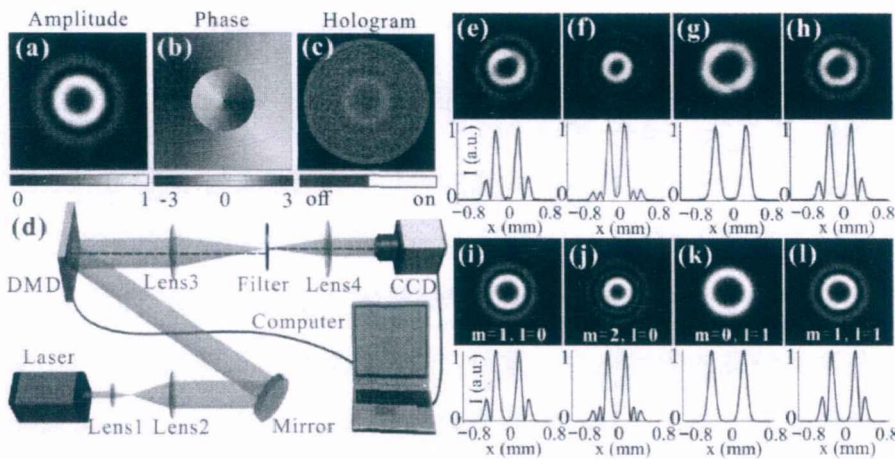 Amplitude Phase Hologram
(a) (b) (c)
0 1 -3 0 3 off on
(d)
DMD Lens3 Filter Lens4 CCD
Computer
Laser
Lens1 Lens2 Mirror
(e) (f) (g) (h)
I (a.u.)
1 1 1 1
0 0 0 0
-0.8 0 0.8 -0.8 0 0.8 -0.8 0 0.8 -0.8 0 0.8
x (mm) x (mm) x (mm) x (mm)
(i) (j) (k) (l)
m=1, l=0 m=2, l=0 m=0, l=1 m=1, l=1
I (a.u.)
1 1 1 1
0 0 0 0
-0.8 0 0.8 -0.8 0 0.8 -0.8 0 0.8 -0.8 0 0.8
x (mm) x (mm) x (mm) x (mm)